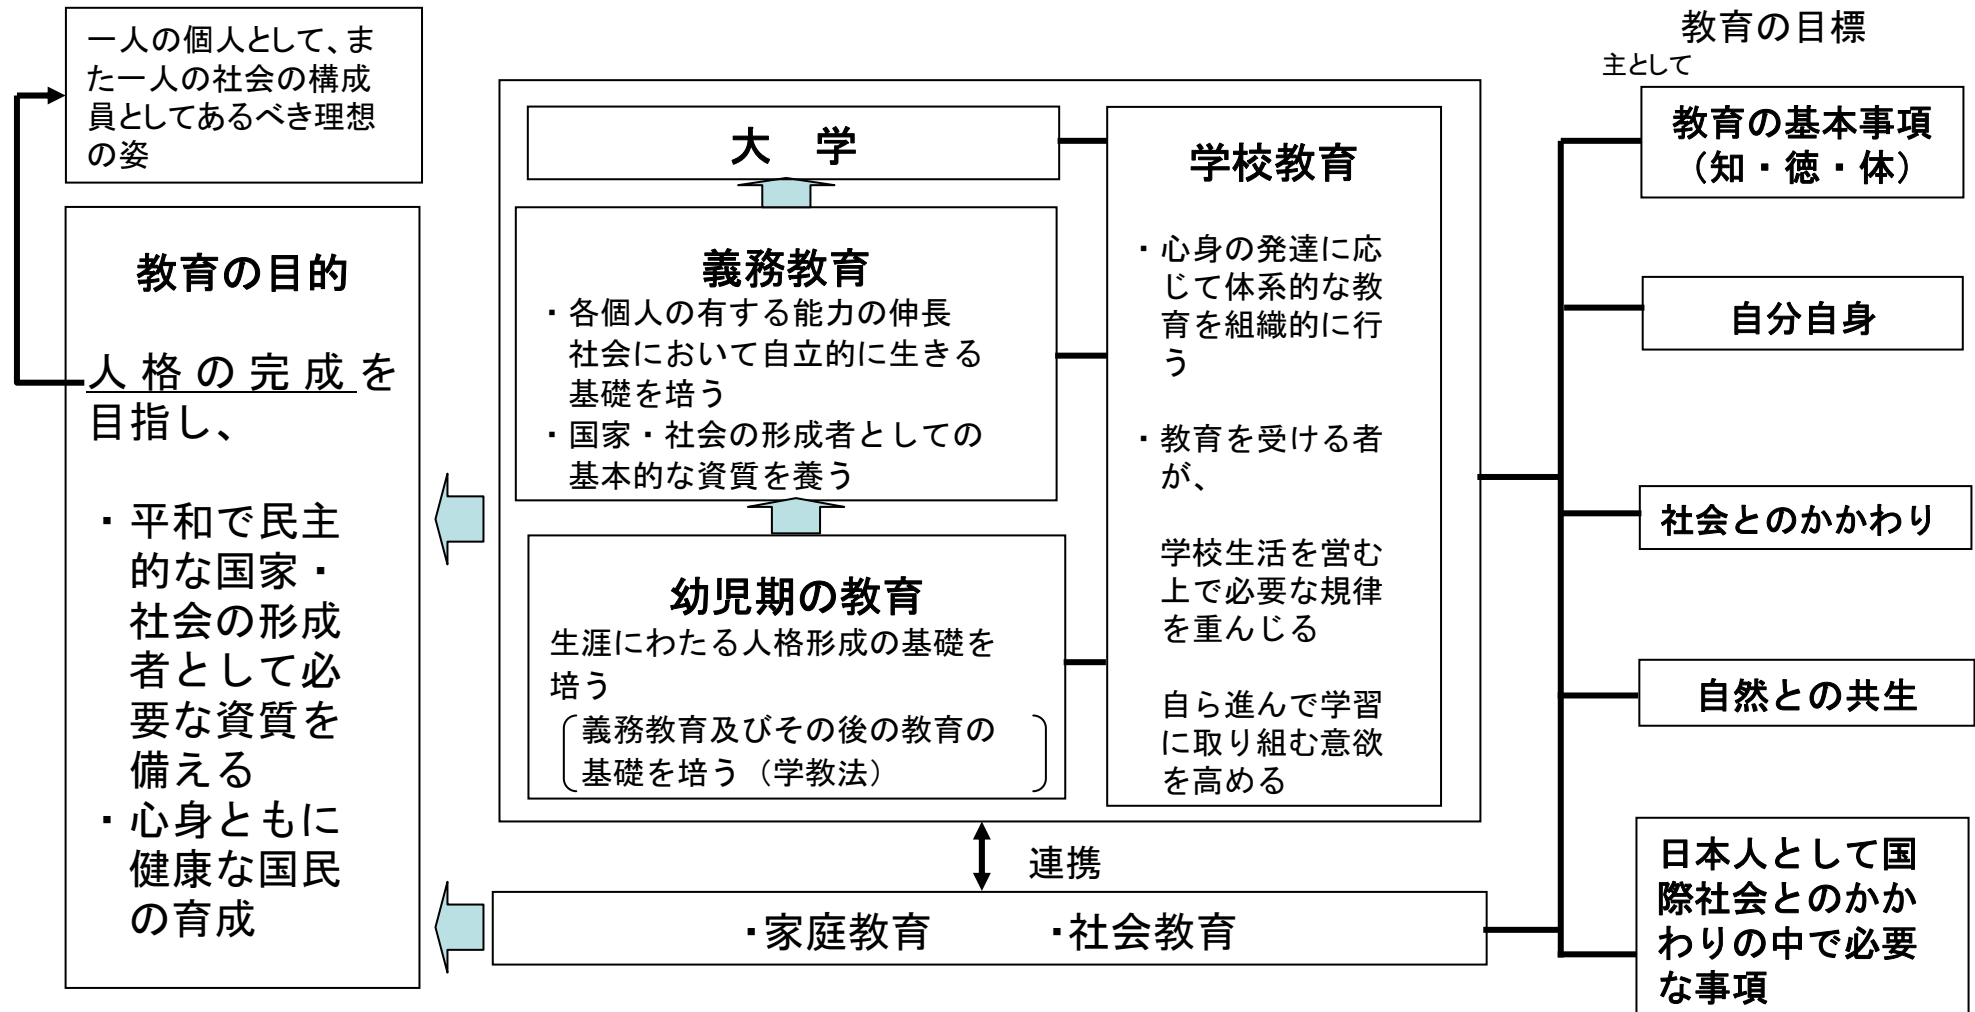 一人の個人として、ま
た一人の社会の構成
員としてあるべき理想
の姿
教育の目的
人格の完成を
目指し、
・平和で民主
的な国家・
社会の形成
者として必
要な資質を
備える
・心身ともに
健康な国民
の育成
大　学
義務教育
・各個人の有する能力の伸長
社会において自立的に生きる
基礎を培う
・国家・社会の形成者としての
基本的な資質を養う
幼児期の教育
生涯にわたる人格形成の基礎を
培う
義務教育及びその後の教育の
基礎を培う（学教法）
学校教育
・心身の発達に応
じて体系的な教
育を組織的に行
う
・教育を受ける者
が、
学校生活を営む
上で必要な規律
を重んじる
自ら進んで学習
に取り組む意欲
を高める
連携
・家庭教育　　・社会教育
教育の目標
主として
教育の基本事項
（知・徳・体）
自分自身
社会とのかかわり
自然との共生
日本人として国
際社会とのかか
わりの中で必要
な事項